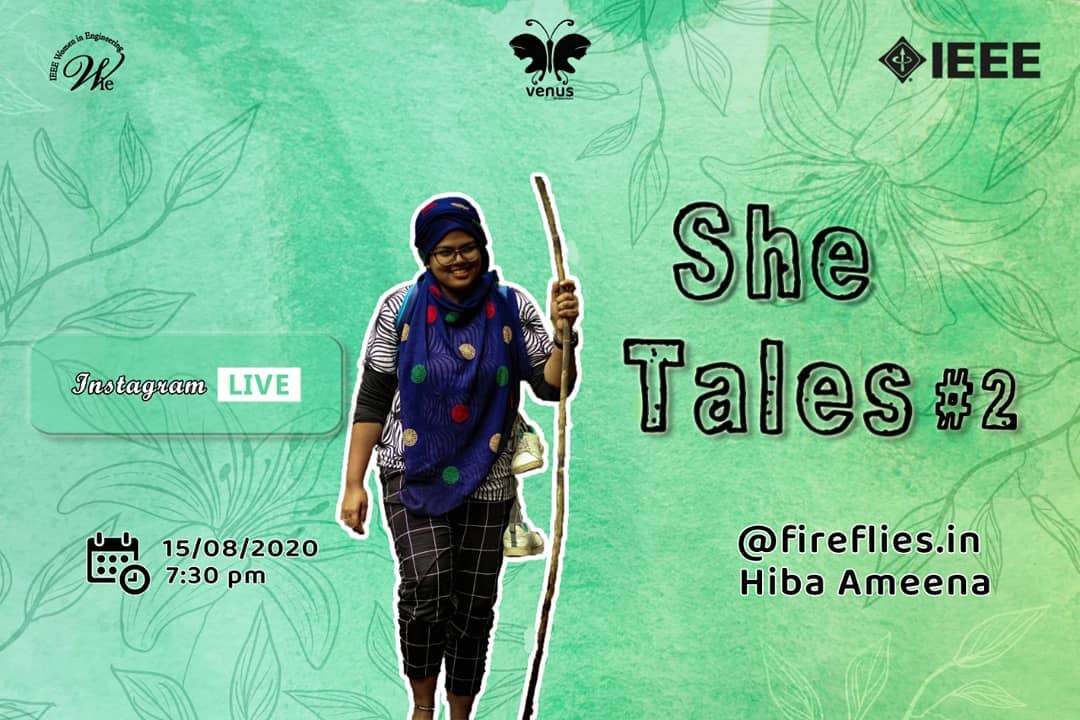 IEEE Women in Engineering
Wie
venus
IEEE
She
Tales #2
Instagram LIVE
15/08/2020
7:30 pm
@fireflies.in
Hiba Ameena